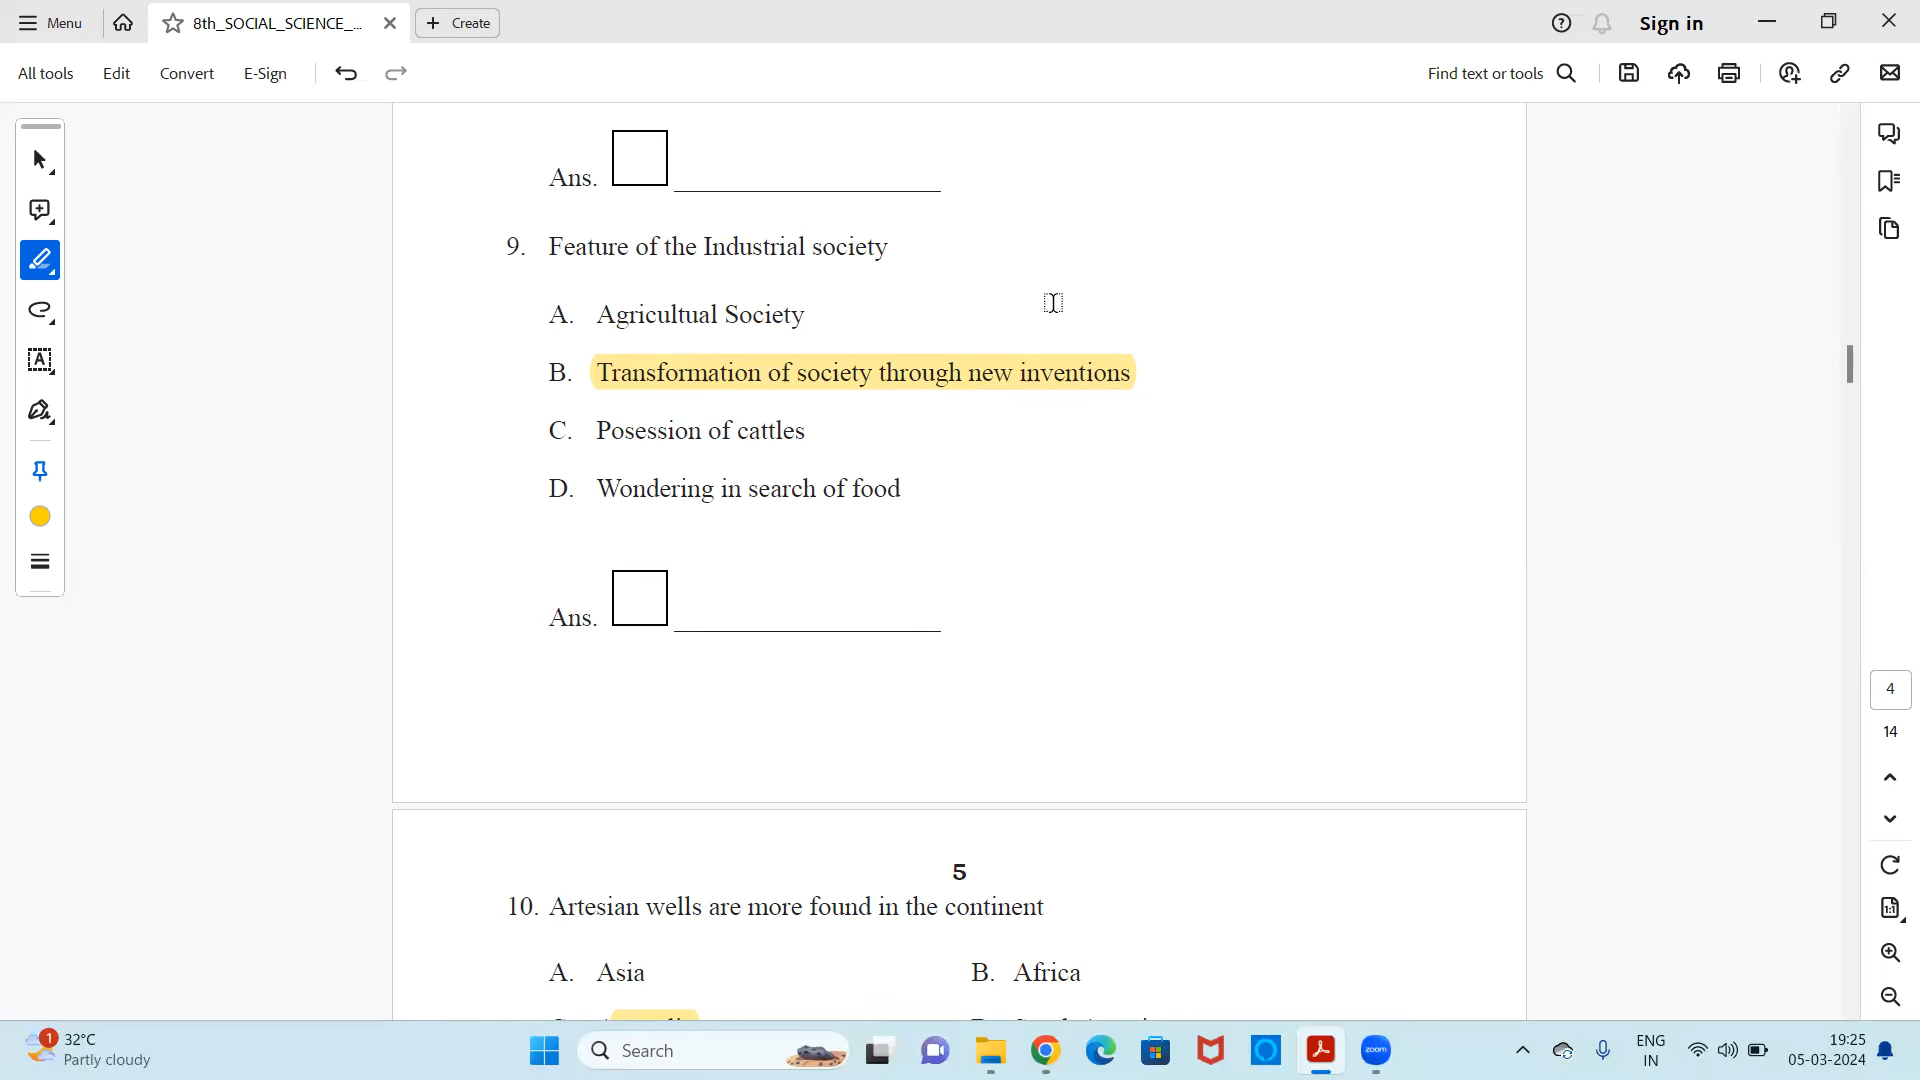 Menu
8th_SOCIAL_SCIENCE_...
Create
Sign in
All tools
Edit
Convert
E-Sign
Find text or tools
Ans.
9. Feature of the Industrial society
A. Agricultual Society
B. Transformation of society through new inventions
C. Posession of cattles
D. Wondering in search of food
Ans.
4
14
5
10. Artesian wells are more found in the continent
A. Asia
B. Africa
1
32°C
Partly cloudy
Search
zoom
ENG
IN
19:25
05-03-2024